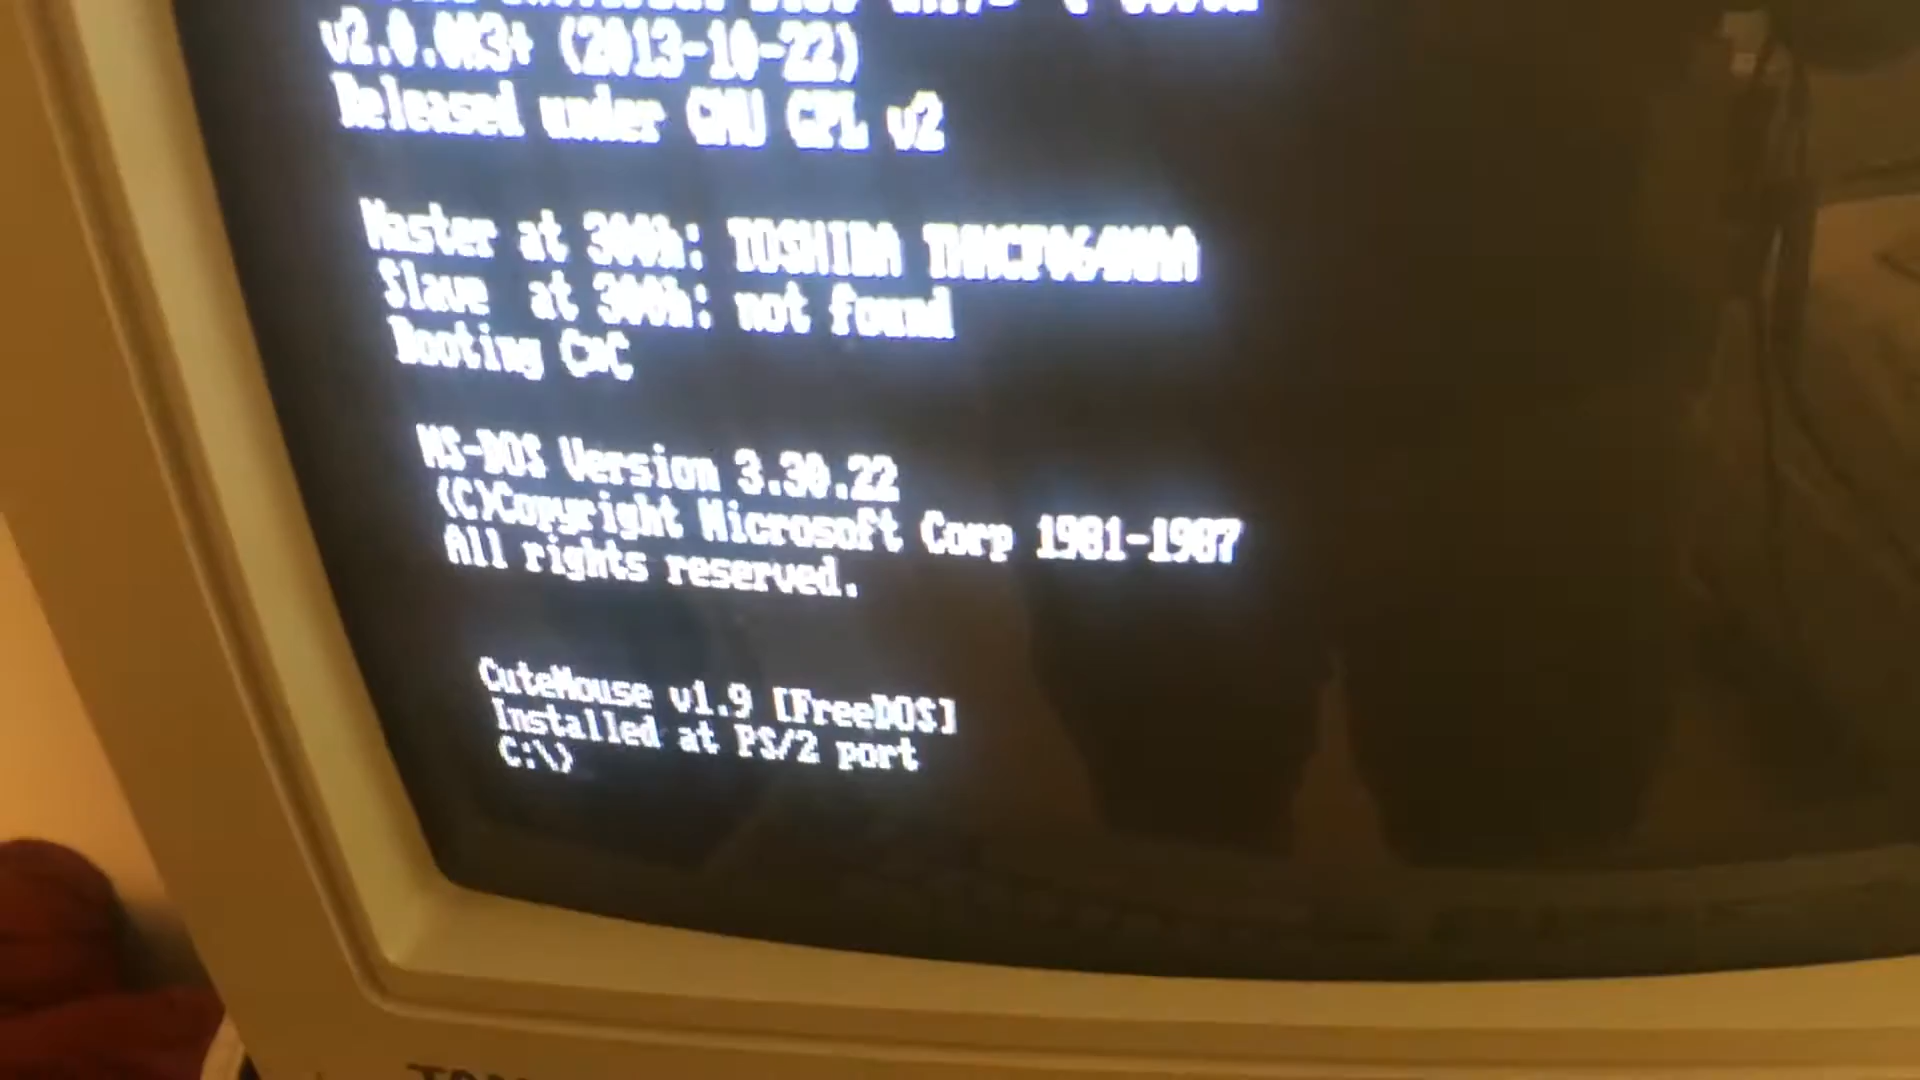 v2.0.0B3+ (2013-10-22)
Released under GNU GPL v2
Master at 300h: TOSHIBA THNCF064MAA
Slave at 300h: not found
Booting C»C
MS-DOS Version 3.30.22
(C)Copyright Microsoft Corp 1981-1987
All rights reserved.
CuteMouse v1.9 [FreeDOS]
Installed at PS/2 port
C:\>